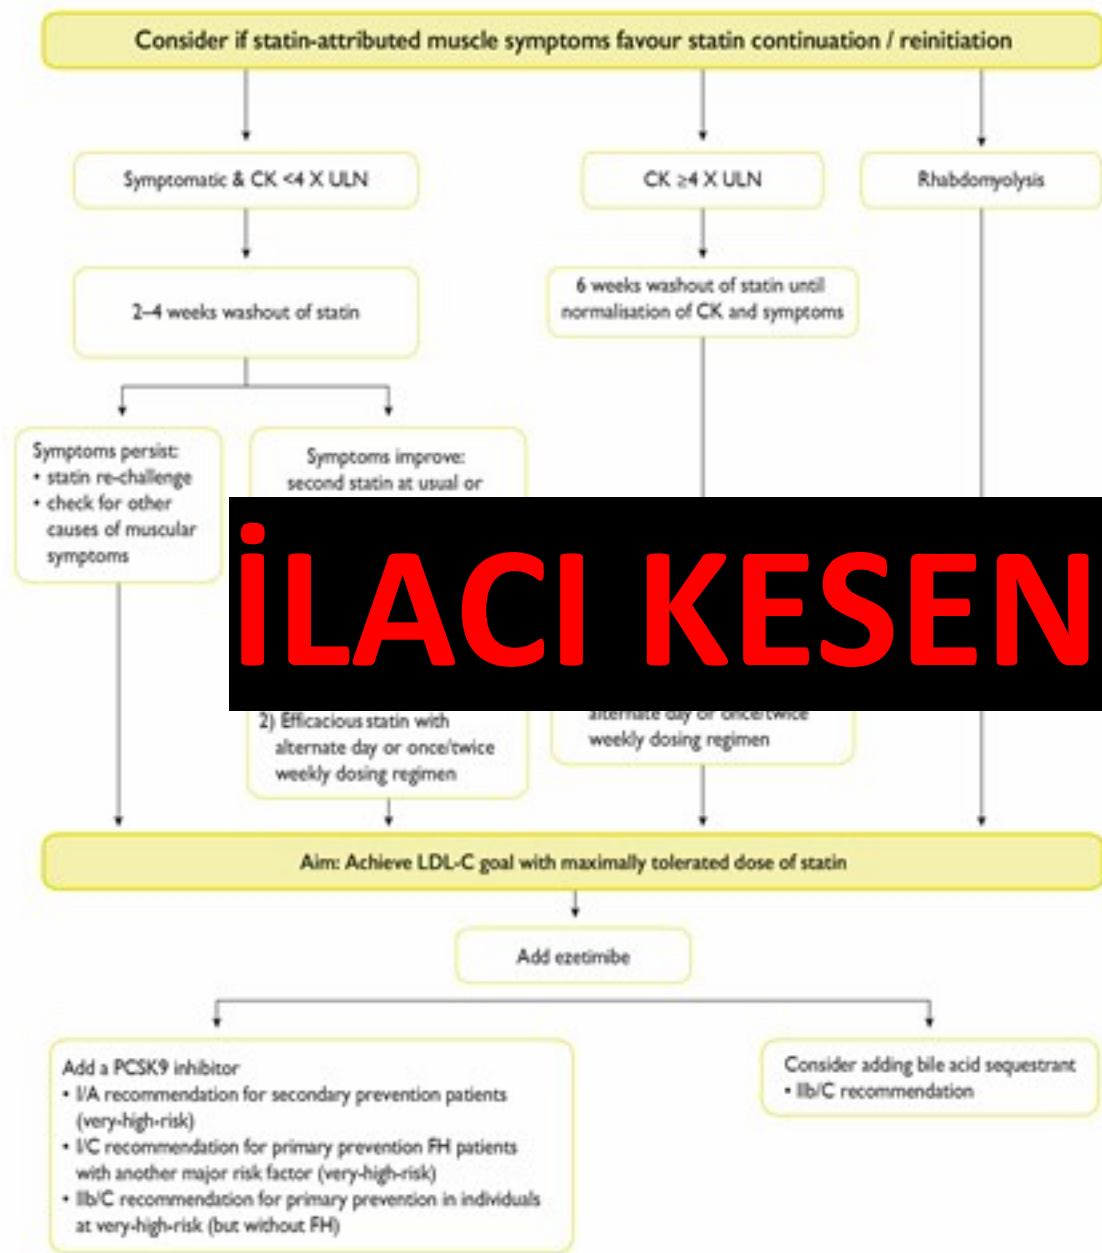 Consider if statin-attributed muscle symptoms favour statin continuation / reinitiation
Symptomatic & CK <4 X ULN
CK ≥4 X ULN
Rhabdomyolysis
2–4 weeks washout of statin
6 weeks washout of statin until
normalisation of CK and symptoms
Symptoms persist:
• statin re-challenge
• check for other
causes of muscular
symptoms
Symptoms improve:
second statin at usual or
İLACI KESEN
2) Efficacious statin with
alternate day or once/twice
weekly dosing regimen
alternate day or once/twice
weekly dosing regimen
Aim: Achieve LDL-C goal with maximally tolerated dose of statin
Add ezetimibe
Add a PCSK9 inhibitor
• I/A recommendation for secondary prevention patients
(very-high-risk)
• I/C recommendation for primary prevention FH patients
with another major risk factor (very-high-risk)
• IIb/C recommendation for primary prevention in individuals
at very-high-risk (but without FH)
Consider adding bile acid sequestrant
• IIb/C recommendation